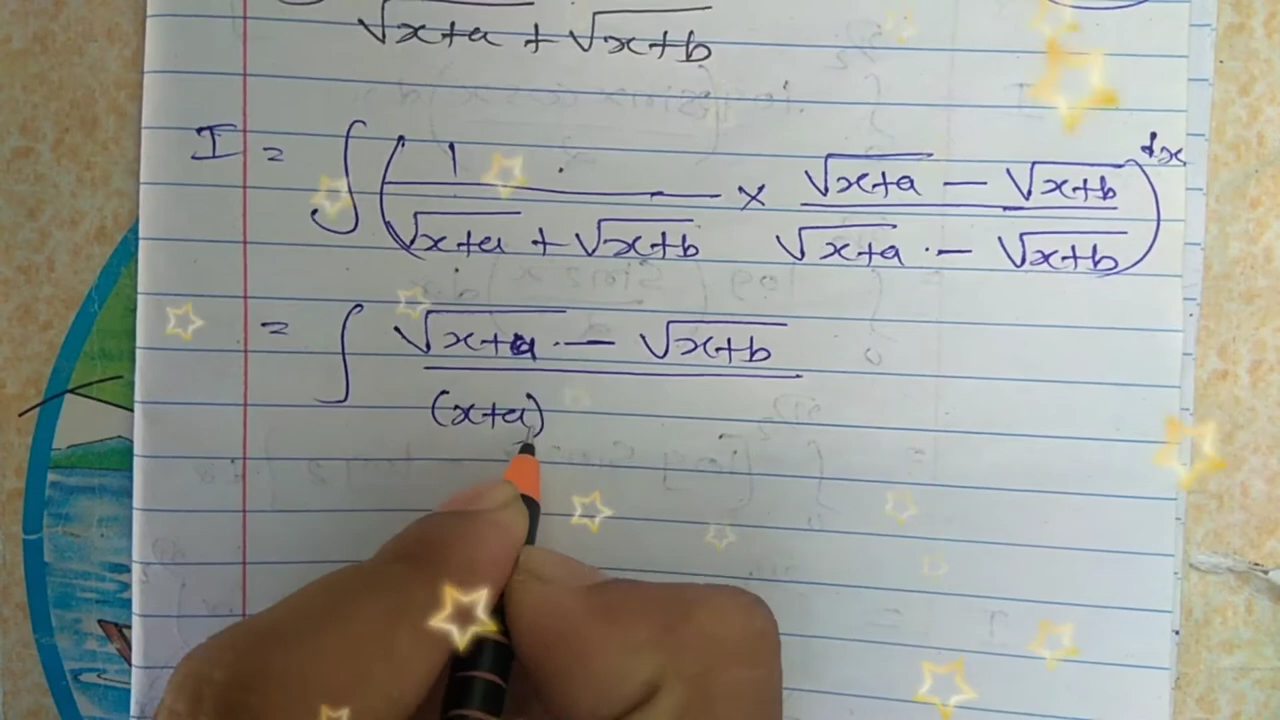 √x+a + √x+b
I = ∫ ( 1 / √x+a + √x+b × √x+a - √x+b / √x+a - √x+b ) dx
= ∫ √x+a - √x+b / (x+a)